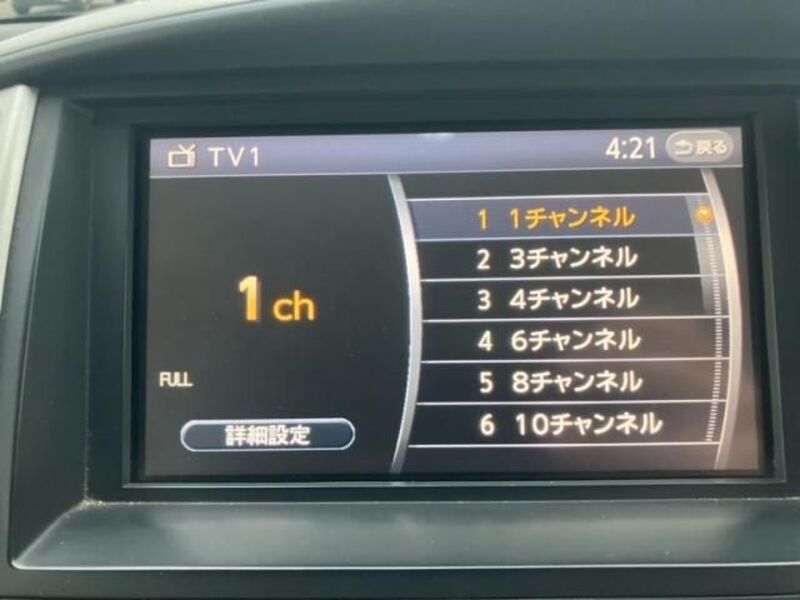 TV1
4:21 戻る
1 1チャンネル
2 3チャンネル
3 4チャンネル
4 6チャンネル
5 8チャンネル
6 10チャンネル
1 ch
FULL
詳細設定